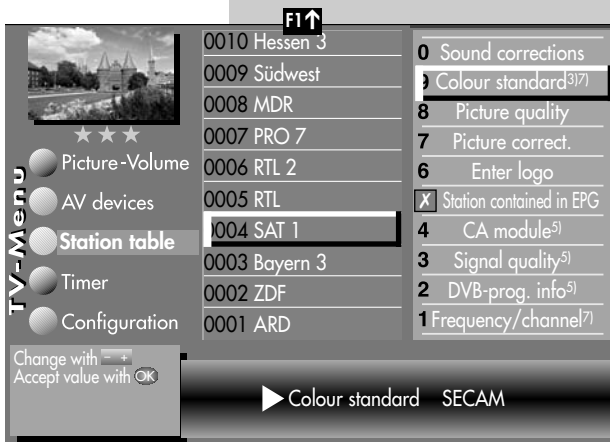 F1↑
TV-Menu
Picture-Volume
AV devices
Station table
Timer
Configuration
0010 Hessen 3
0009 Südwest
0008 MDR
0007 PRO 7
0006 RTL 2
0005 RTL
0004 SAT 1
0003 Bayern 3
0002 ZDF
0001 ARD
0 Sound corrections
9 Colour standard3)7)
8 Picture quality
7 Picture correct.
6 Enter logo
✗ Station contained in EPG
4 CA module5)
3 Signal quality5)
2 DVB-prog. info5)
1 Frequency/channel7)
Change with - +
Accept value with OK
Colour standard SECAM